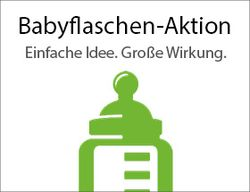 Babyflaschen-Aktion
Einfache Idee. Große Wirkung.